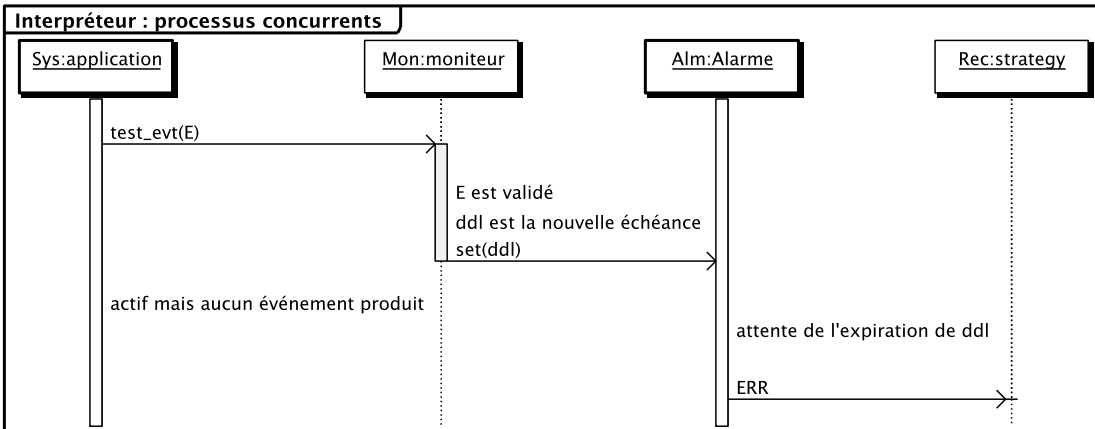 Interpréteur : processus concurrents
Sys:application
Mon:moniteur
Alm:Alarme
Rec:strategy
test_evt(E)
E est validé
ddl est la nouvelle échéance
set(ddl)
actif mais aucun événement produit
attente de l'expiration de ddl
ERR